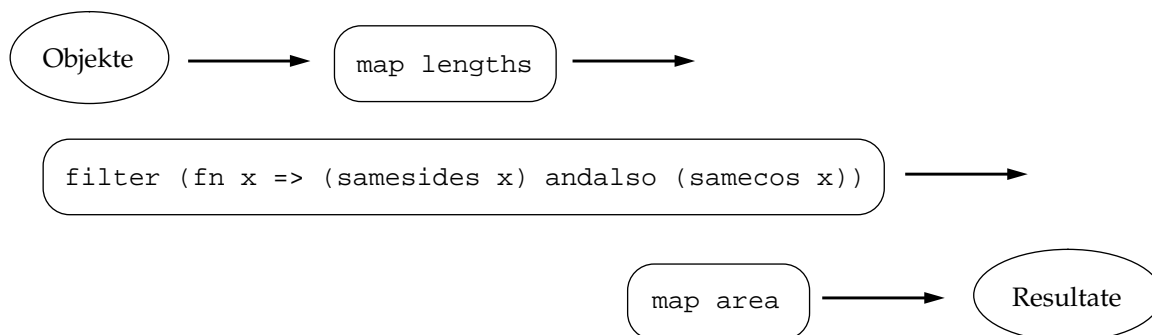 Objekte map lengths
filter (fn x => (samesides x) andalso (samecos x))
map area Resultate